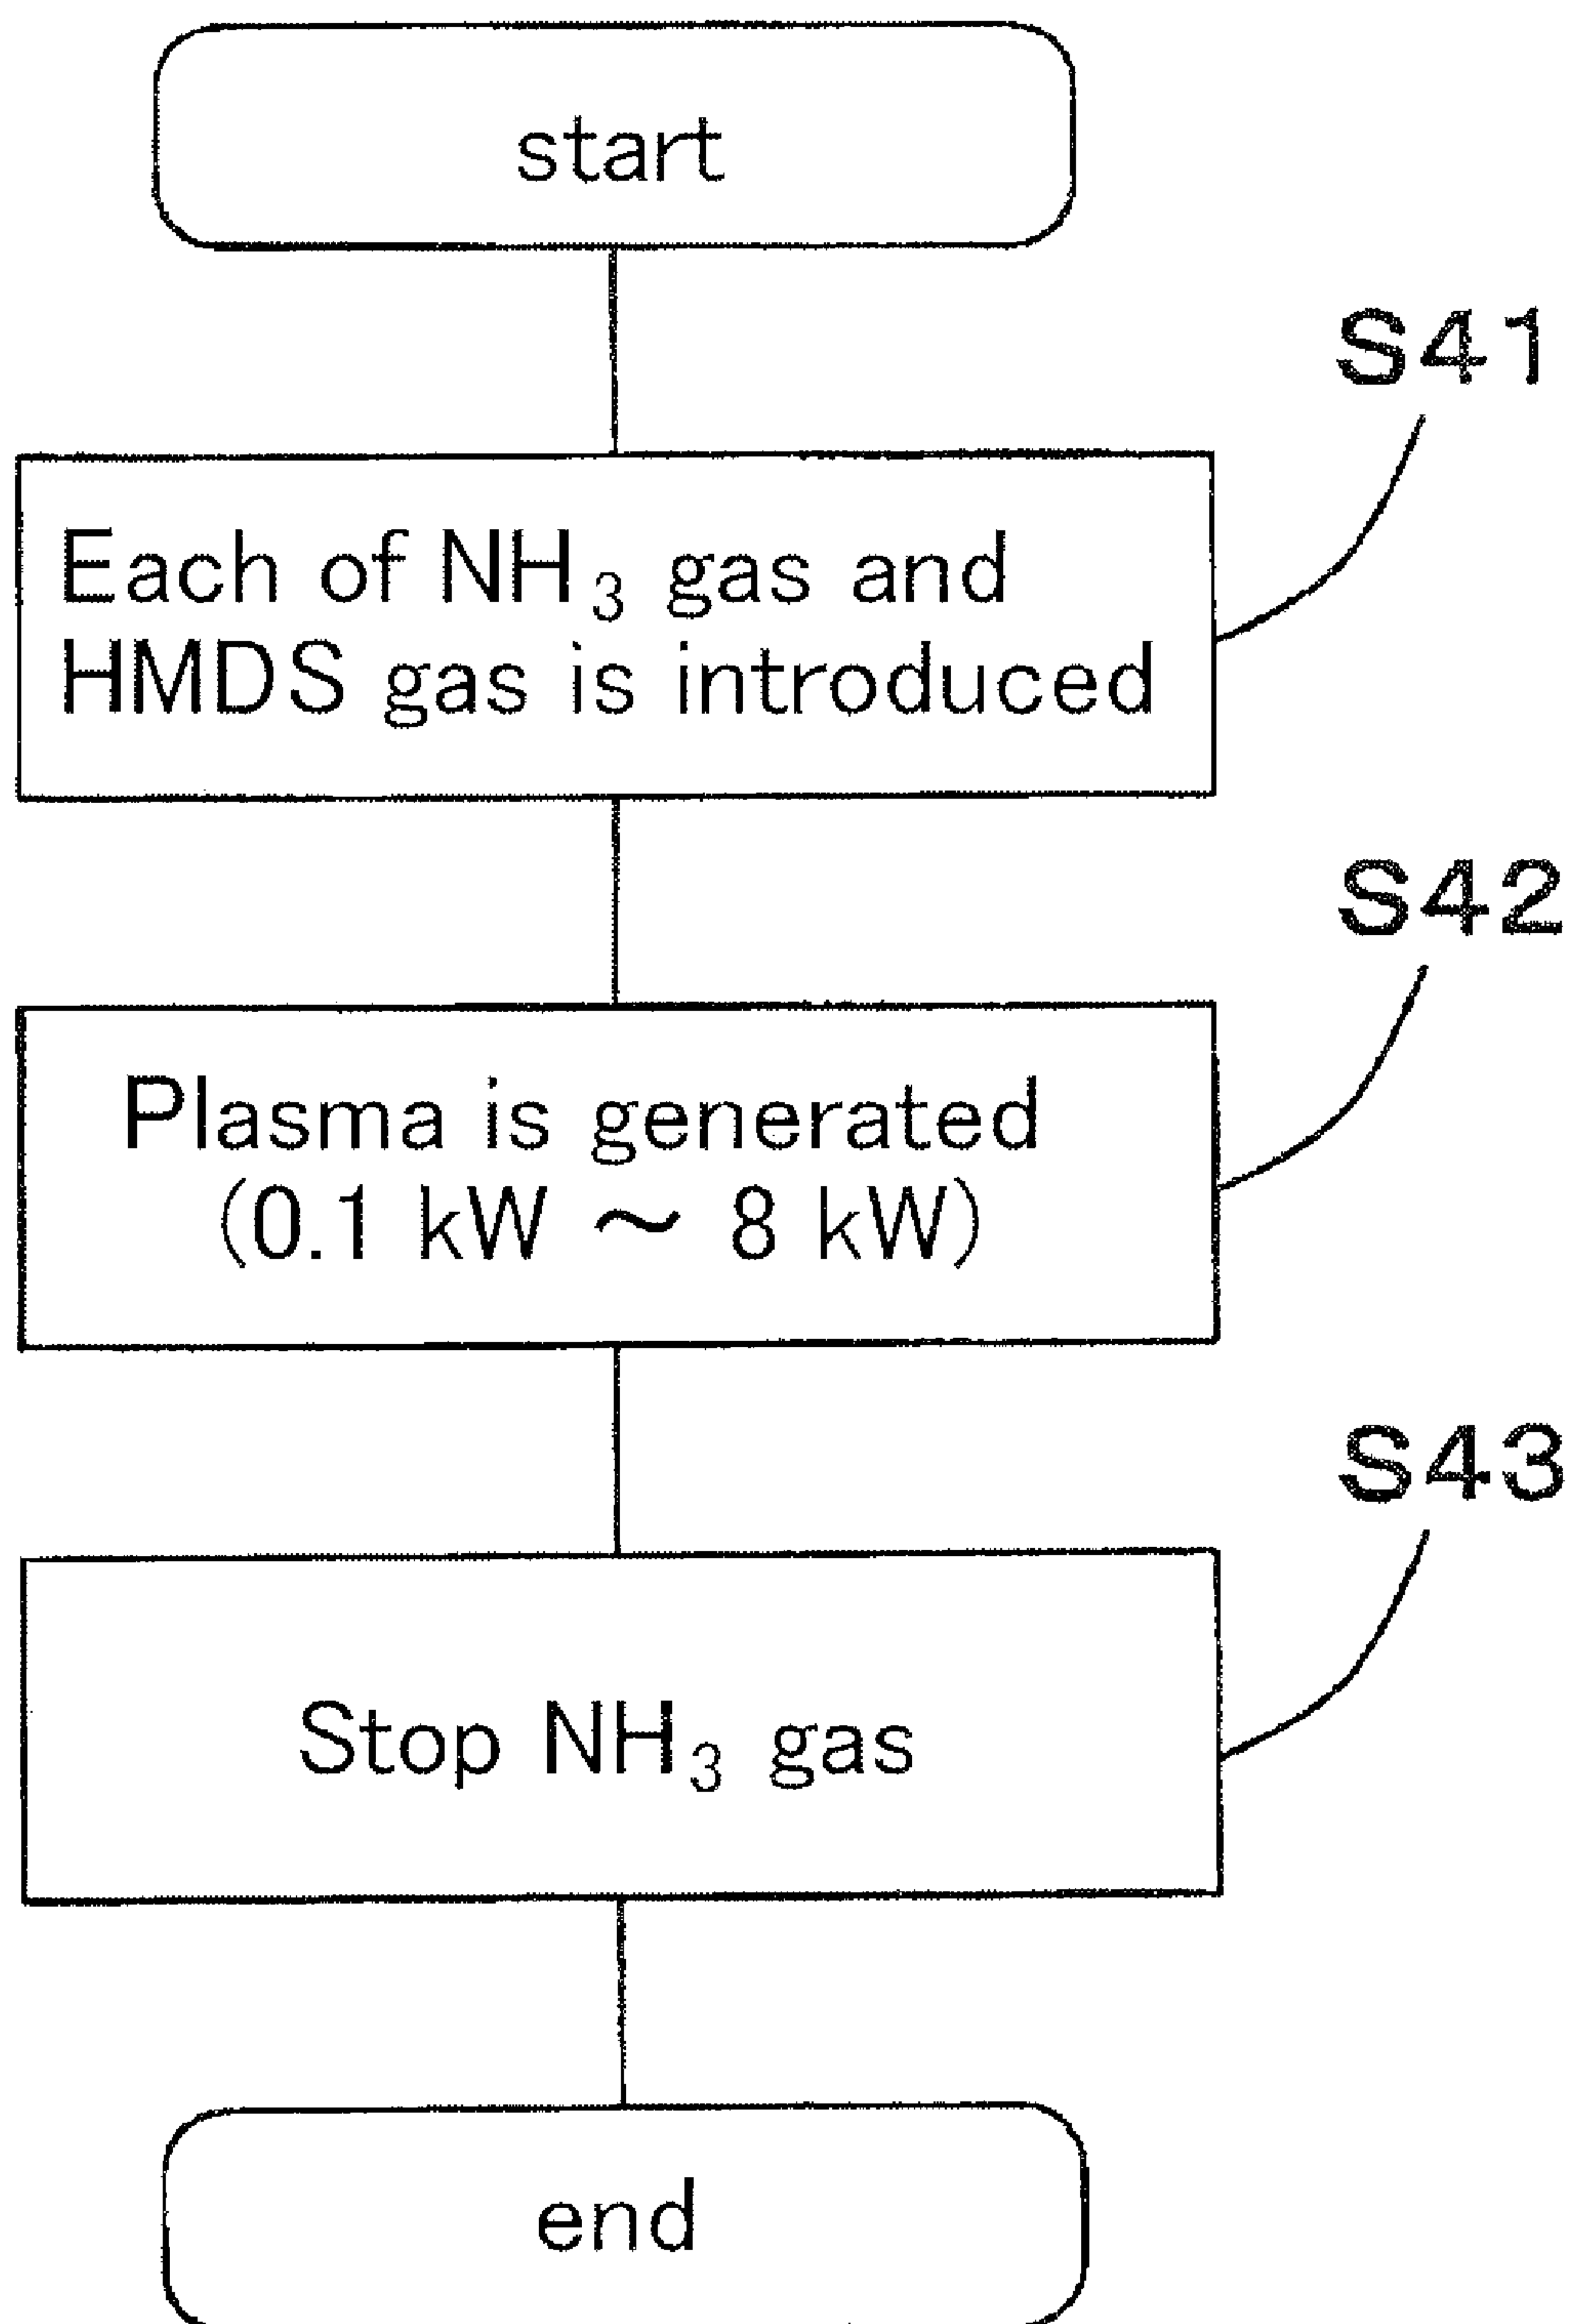 start
S41
Each of NH₃ gas and
HMDS gas is introduced
S42
Plasma is generated
(0.1 kW ~ 8 kW)
S43
Stop NH₃ gas
end